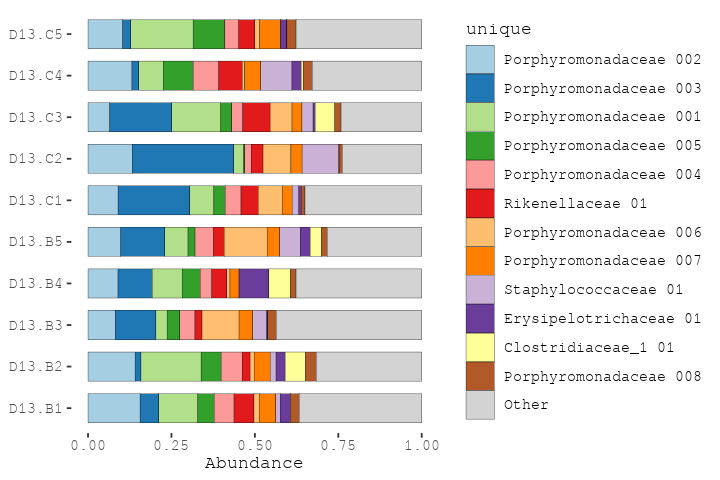 unique
D13.C5
D13.C4
D13.C3
D13.C2
D13.C1
D13.B5
D13.B4
D13.B3
D13.B2
D13.B1
0.00 0.25 0.50 0.75 1.00
Abundance
Porphyromonadaceae 002
Porphyromonadaceae 003
Porphyromonadaceae 001
Porphyromonadaceae 005
Porphyromonadaceae 004
Rikenellaceae 01
Porphyromonadaceae 006
Porphyromonadaceae 007
Staphylococcaceae 01
Erysipelotrichaceae 01
Clostridiaceae_1 01
Porphyromonadaceae 008
Other